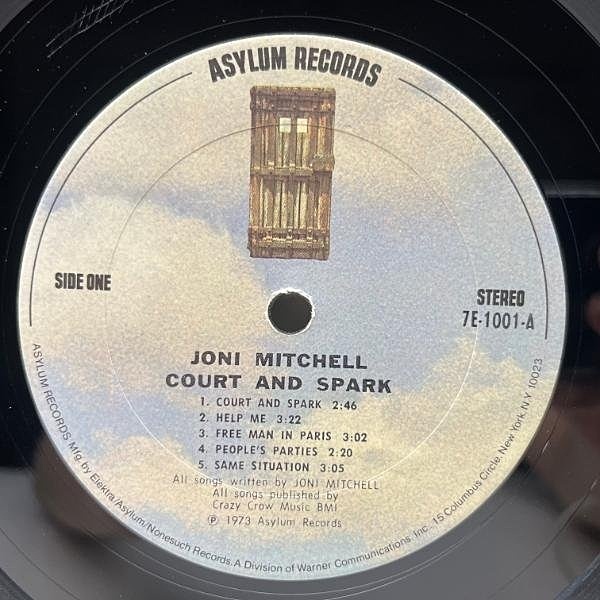 ASYLUM RECORDS
SIDE ONE
STEREO
7E-1001-A
JONI MITCHELL
COURT AND SPARK
1. COURT AND SPARK 2:46
2. HELP ME 3:22
3. FREE MAN IN PARIS 3:02
4. PEOPLE'S PARTIES 2:20
5. SAME SITUATION 3:05
All songs written by JONI MITCHELL
All songs published by
Crazy Crow Music BMI
℗ 1973 Asylum Records
ASYLUM RECORDS. Mfg. by Elektra/Asylum/Nonesuch Records. A Division of Warner Communications, Inc., 15 Columbus Circle, New York, N.Y. 10023